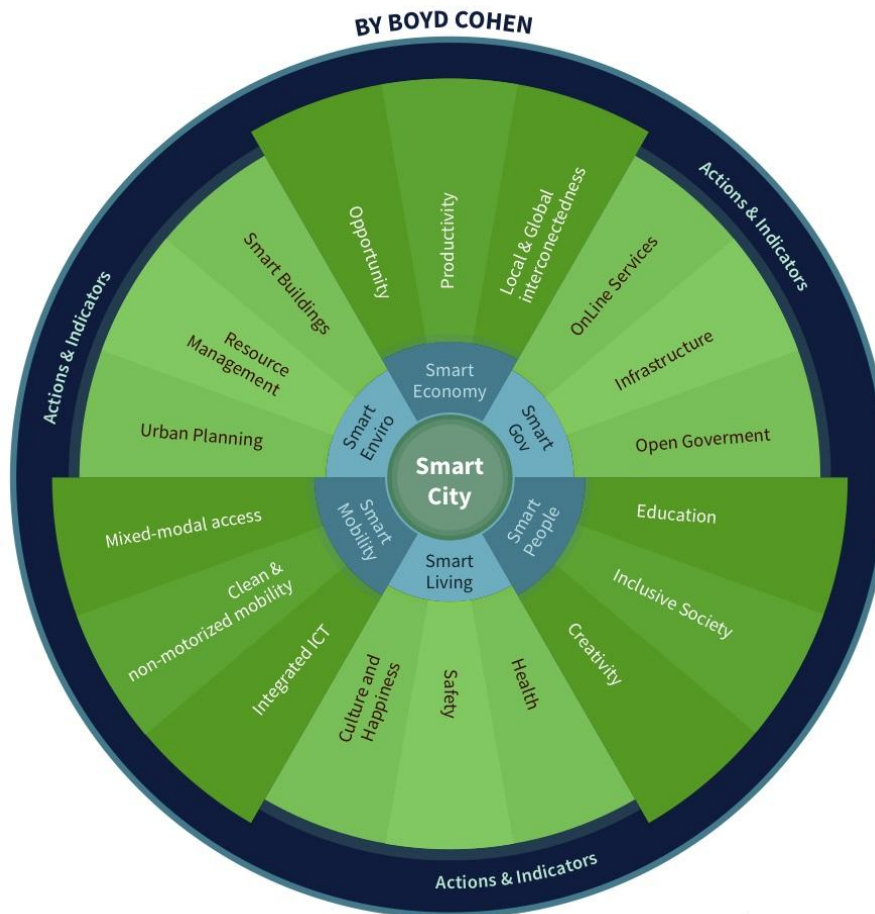 BY BOYD COHEN
Actions & Indicators
Actions & Indicators
Actions & Indicators
Smart
City
Smart
Economy
Opportunity
Productivity
Local & Global
interconectedness
Smart
Gov
OnLine Services
Infrastructure
Open Goverment
Smart
People
Education
Inclusive Society
Creativity
Smart
Living
Health
Safety
Culture and
Happiness
Smart
Mobility
Integrated ICT
Clean &
non-motorized mobility
Mixed-modal access
Smart
Enviro
Urban Planning
Resource
Management
Smart Buildings